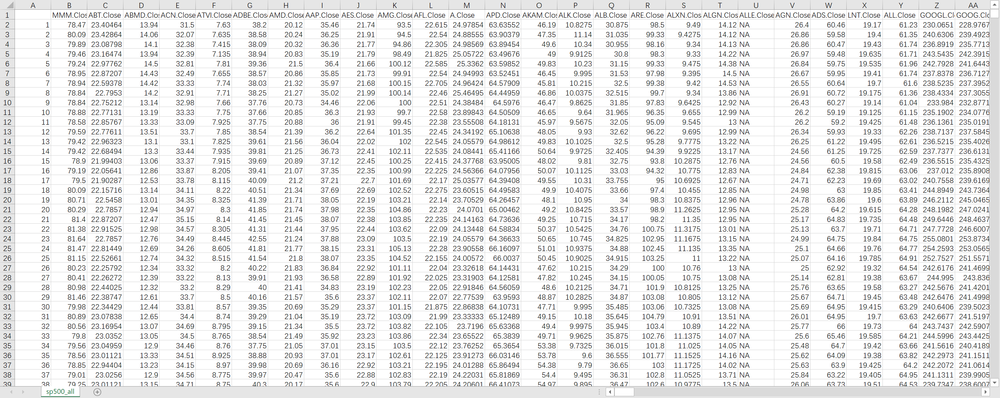 A B C D E F G H I J K L M N O P Q R S T U V W X Y Z AA
1 MMM.Clos ABT.Close ABMD.Clos ACN.Close ATVI.Close ADBE.Close AMD.Close AAP.Close AES.Close AMG.Close AFL.Close A.Close APD.Close AKAM.Clos ALK.Close ALB.Close ARE.Close ALXN.Clos ALGN.Clos ALLE.Close AGN.Close ADS.Close LNT.Close ALL.Close GOOGL.Cl GOOG.Clo
2 1 78.47 23.40464 13.94 31.5 7.63 38.2 20.12 35.46 21.74 93.5 22.615 24.97854 63.63552 46.19 10.8275 30.875 98.5 9.49 14.12 NA 26.4 60.46 19.17 61.23 230.0651 228.9767
3 2 80.09 23.42864 14.06 32.07 7.635 38.58 20.24 36.25 21.91 94.5 22.54 24.88555 63.90379 47.35 11.14 31.035 99.33 9.4275 14.12 NA 26.86 59.58 19.4 61.35 240.6306 239.4923
4 3 79.89 23.08798 14.1 32.38 7.415 38.09 20.32 36.36 21.77 94.86 22.305 24.98569 63.89454 49.6 10.34 30.955 98.16 9.34 14.13 NA 26.86 60.47 19.43 61.74 236.8919 235.7713
5 4 79.46 23.16474 13.94 32.39 7.135 38.94 20.83 35.19 21.79 98.49 21.825 25.05722 63.49676 49 9.9125 30.8 98.3 9.33 14.22 NA 26.97 59.48 19.635 61.71 243.5435 242.3915
6 5 79.24 22.97762 14.5 32.81 7.81 39.36 21.5 36.4 21.66 100.12 22.585 25.3362 63.59852 49.83 10.23 31.15 99.33 9.475 14.38 NA 26.84 59.75 19.535 61.96 242.7928 241.6443
7 6 78.95 22.87207 14.43 32.49 7.655 38.57 20.86 35.85 21.73 99.91 22.54 24.94993 63.52451 46.45 9.995 31.53 97.98 9.395 14.5 NA 26.67 59.95 19.41 61.74 237.8378 236.7127
8 7 78.94 22.59378 14.42 33.33 7.74 38.03 21.32 35.97 21.68 100.15 22.705 24.96424 64.57909 45.81 10.215 32.5 99.38 9.42 14.53 NA 26.55 60.64 19.7 61.6 238.5235 237.3952
9 8 78.84 22.7953 14.2 32.91 7.71 38.25 21.27 35.02 21.99 100.14 22.46 25.46495 64.44959 46.86 10.0375 32.515 99.7 9.34 13.86 NA 26.91 60.72 19.175 61.36 238.4334 237.3055
10 9 78.84 22.75212 13.14 32.98 7.66 37.76 20.73 34.46 22.06 100 22.51 24.38484 64.5976 46.47 9.8625 31.85 97.83 9.6425 12.92 NA 26.43 60.27 19.14 61.04 233.984 232.8771
11 10 78.88 22.77131 13.19 33.33 7.75 37.66 20.85 36.3 21.93 99.7 22.58 23.89843 64.50509 46.65 9.64 31.965 96.35 9.655 12.99 NA 26.2 59.19 19.125 61.15 235.1902 234.0776
12 11 78.58 22.85767 13.33 33.09 7.925 37.75 20.88 36 21.91 99.45 22.38 23.55508 64.18131 45.97 9.5675 32.05 95.09 9.545 13 NA 26.2 59.2 19.425 61.48 236.1361 235.0191
13 12 79.59 22.77611 13.51 33.7 7.85 38.54 21.39 36.2 22.64 101.35 22.45 24.34192 65.10638 48.05 9.93 32.62 96.22 9.695 12.99 NA 26.34 59.93 19.33 62.26 238.7137 237.5845
14 13 79.42 22.96323 13.1 33.1 7.825 39.61 21.56 36.04 22.02 102 22.545 24.05579 64.98612 49.83 10.1025 32.5 95.28 9.7775 13.22 NA 26.25 61.22 19.495 62.61 236.5215 235.4026
15 14 79.42 22.68494 13.3 33.44 7.935 39.81 21.25 36.73 22.41 102.11 22.535 24.08441 65.41166 50.64 9.9725 32.405 94.39 9.9225 13.17 NA 24.56 61.25 19.725 62.59 237.7377 236.6131
16 15 78.9 21.99403 13.06 33.37 7.915 39.69 20.89 37.12 22.45 100.25 22.415 24.37768 63.95005 48.02 9.81 32.75 93.8 10.2875 12.76 NA 24.56 60.5 19.58 62.49 236.5515 235.4325
17 16 79.19 22.05641 12.86 33.87 8.205 39.41 21.07 37.35 22.35 100.99 22.225 24.56366 64.07956 50.07 10.1125 33.03 94.32 10.775 12.83 NA 24.84 62.38 19.815 63.06 237.012 235.8908
18 17 79.5 21.90287 12.53 33.78 8.115 40.09 21.2 37.21 22.7 101.69 22.17 25.03577 64.39408 49.55 10.31 33.755 95 10.6925 12.67 NA 24.71 62.23 19.69 63.02 240.7558 239.6169
19 18 80.09 22.15716 13.14 34.11 8.22 40.51 21.34 37.69 22.69 102.52 22.275 23.60515 64.49583 49.9 10.4075 33.66 97.4 10.455 12.85 NA 24.98 63 19.85 63.41 244.8949 243.7364
20 19 80.71 22.5458 13.01 34.35 8.325 41.39 21.71 38.05 22.19 103.21 22.14 23.70529 64.26457 48.1 10.95 34 98.3 10.8375 12.96 NA 24.78 63.86 19.6 63.89 246.2112 245.0465
21 20 80.29 22.7857 12.94 34.97 8.3 41.85 21.74 37.98 22.35 104.86 22.23 24.0701 65.00462 49.2 10.8425 33.57 98.9 11.2625 12.95 NA 25.28 64.2 19.615 64.28 248.1982 247.0241
22 21 81.4 22.87207 12.47 35.15 8.14 41.45 21.45 38.07 22.38 103.85 22.235 24.14163 64.73636 49.25 10.715 34.17 98.2 11.35 12.95 NA 25.17 64.83 19.735 64.48 249.6446 248.4637
23 22 81.38 22.91525 12.98 34.57 8.305 41.31 21.44 37.95 22.44 103.62 22.09 24.13448 64.58834 50.37 10.5425 34.76 100.75 11.3175 13.01 NA 25.13 63.7 19.71 64.71 247.7728 246.6007
24 23 81.64 22.7857 12.76 34.49 8.445 42.55 21.24 37.88 23.09 103.5 22.19 24.05579 64.36633 50.65 10.745 34.825 102.95 11.1675 13.15 NA 24.99 64.75 19.84 64.75 255.0801 253.8734
25 24 81.47 22.81449 12.69 34.26 8.605 41.81 21.77 38.15 23.31 105.13 22.28 23.90558 66.16097 51.01 10.9375 34.88 102.45 11.135 13.35 NA 25.1 64.66 19.76 64.77 254.2593 253.0565
26 25 81.15 22.52661 12.74 34.32 8.515 41.54 21.8 38.07 23.35 104.52 22.155 24.00572 66.0037 50.45 10.9025 34.915 103.25 11 13.22 NA 25.07 64.16 19.785 64.91 252.7527 251.5571
27 26 80.23 22.25792 12.34 33.32 8.2 40.22 21.83 36.84 22.92 101.11 22.04 23.32618 64.14431 47.62 10.215 34.29 100 10.76 13 NA 25 62.92 19.32 64.54 242.6176 241.4699
28 27 80.41 22.26272 12.39 33.22 8.13 39.91 21.93 36.58 22.89 101.92 22.025 23.31903 64.12581 47.82 10.245 34.15 100.05 10.75 13.08 NA 25.14 62.81 19.38 63.67 244.995 243.836
29 28 80.98 22.44025 12.32 33.2 8.29 40 21.41 34.83 23.19 102.23 22.05 22.91846 64.56059 48.6 10.2125 34.71 101.9 10.8125 13.25 NA 25.76 63.65 19.58 63.27 242.5676 241.4201
30 29 81.46 22.38747 12.61 33.7 8.5 40.16 21.57 35.6 23.37 102.11 22.07 22.77539 63.9593 48.87 10.2825 34.87 103.08 10.805 13.12 NA 25.67 64.71 19.45 63.48 242.6476 241.4998
31 30 79.98 22.34429 12.44 33.81 8.57 39.35 20.69 35.29 23.37 101.15 21.875 22.86838 64.10731 47.71 9.995 35.485 103.06 10.7325 13.08 NA 25.69 64.95 19.415 63.29 240.6406 239.5023
32 31 80.89 23.07838 12.65 34.4 8.74 39.29 21.04 35.19 23.72 103.09 21.99 23.33333 65.12489 49.15 10.18 35.645 104.79 10.91 13.51 NA 26.01 64.95 19.7 63.63 242.6677 241.5197
33 32 80.56 23.16954 13.07 34.69 8.795 39.15 21.34 35.5 23.72 103.82 22.105 23.7196 65.63368 49.4 9.9975 35.945 103.4 10.89 14.22 NA 25.77 66 19.73 64 243.7437 242.5907
34 33 79.8 23.0352 13.05 34.5 8.765 38.54 21.49 35.92 23.23 103.86 22.34 23.65522 65.3839 49.71 9.9625 35.875 102.76 11.1375 14.07 NA 25.6 65.46 19.585 64.21 244.5996 243.4425
35 34 79.56 23.04959 12.9 34.46 8.76 37.75 21.05 37.01 23.15 103.5 22.12 23.76252 65.3654 53.38 9.7325 36.015 101.8 11.025 14.05 NA 25.48 64.7 19.42 63.66 241.5616 240.4189
36 35 78.56 23.01121 13.33 34.51 8.925 38.88 20.93 37.01 23.17 102.61 22.125 23.91273 66.03146 53.78 9.6 36.555 101.77 11.1525 14.16 NA 25.62 64.09 19.38 63.82 242.2973 241.1511
37 36 78.85 22.94404 13.23 34.15 8.97 39.98 20.69 36.16 22.92 103.21 22.195 24.01288 65.86494 54.38 9.79 36.65 103 11.1725 14.02 NA 25.63 63.9 19.425 64.2 242.2072 241.0614
38 37 79.01 23.0256 12.9 34.56 8.775 39.97 20.47 35.6 22.88 102.83 22.19 24.22031 65.81869 54.4 9.495 36.31 102.8 11.0525 13.71 NA 25.84 63.22 19.405 64.95 241.1311 239.9905
39 38 79.25 23.01121 13.15 34.71 8.75 40.3 20.17 35.6 22.9 103.79 22.205 24.20601 66.41073 54.97 9.895 36.47 102.6 10.9775 13.5 NA 26.06 63.73 19.51 64.53 239.7347 238.6007
sp500_all